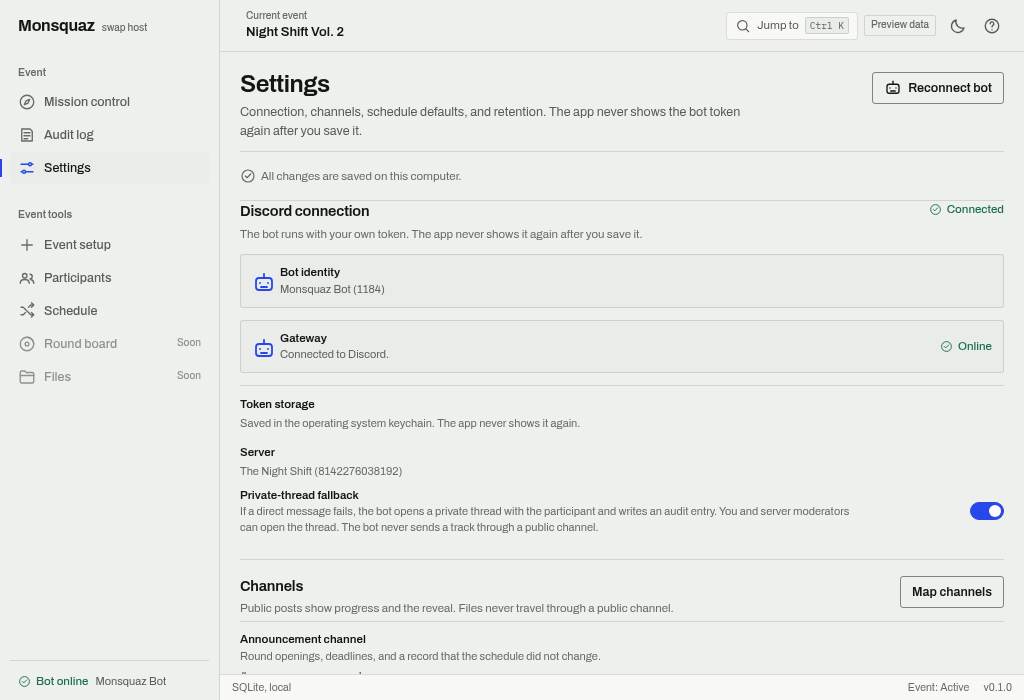 Monsquaz swap host
Event
Mission control
Audit log
Settings
Event tools
Event setup
Participants
Schedule
Round board Soon
Files Soon
Bot online Monsquaz Bot
Current event
Night Shift Vol. 2
Jump to Ctrl K
Preview data
Settings
Reconnect bot
Connection, channels, schedule defaults, and retention. The app never shows the bot token
again after you save it.
All changes are saved on this computer.
Discord connection
Connected
The bot runs with your own token. The app never shows it again after you save it.
Bot identity
Monsquaz Bot (1184)
Gateway
Connected to Discord.
Online
Token storage
Saved in the operating system keychain. The app never shows it again.
Server
The Night Shift (8142276038192)
Private-thread fallback
If a direct message fails, the bot opens a private thread with the participant and writes an audit entry. You and server moderators
can open the thread. The bot never sends a track through a public channel.
Channels
Map channels
Public posts show progress and the reveal. Files never travel through a public channel.
Announcement channel
Round openings, deadlines, and a record that the schedule did not change.
SQLite, local
Event: Active v0.1.0